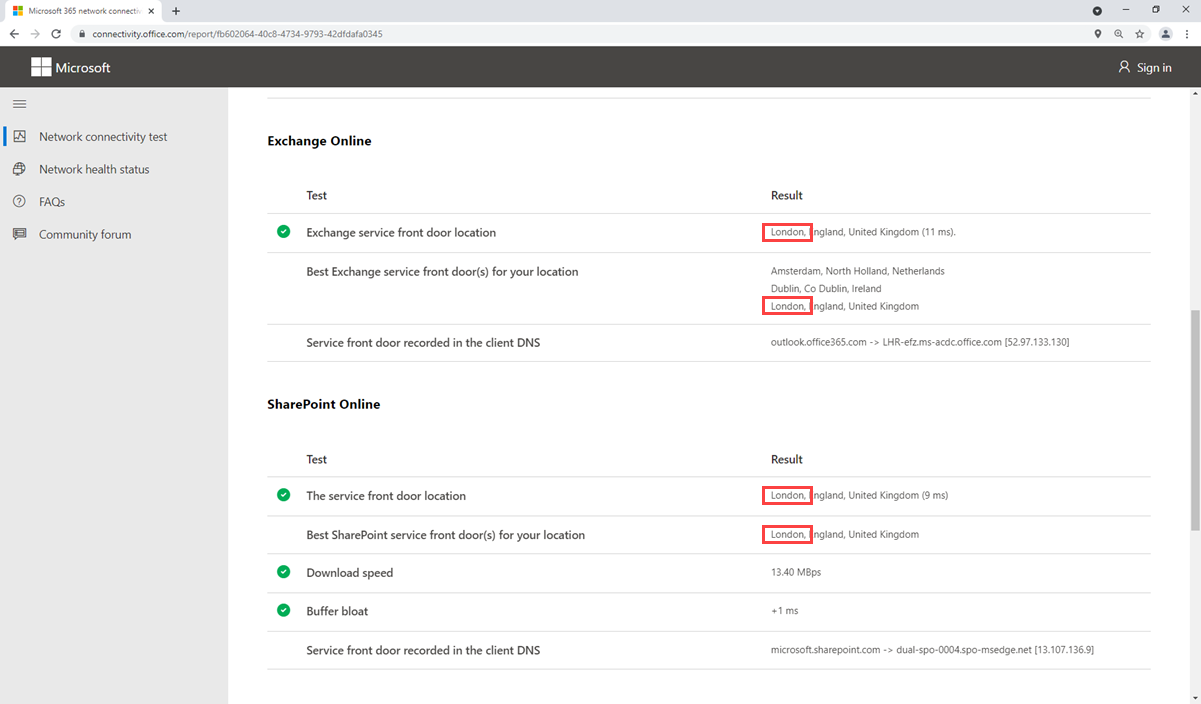 Microsoft 365 network connectiv
connectivity.office.com/report/fb602064-40c8-4734-9793-42dfdafa0345
Microsoft
Sign in
Network connectivity test
Network health status
FAQs
Community forum
Exchange Online
Test Result
Exchange service front door location London, England, United Kingdom (11 ms).
Best Exchange service front door(s) for your location Amsterdam, North Holland, Netherlands
Dublin, Co Dublin, Ireland
London, England, United Kingdom
Service front door recorded in the client DNS outlook.office365.com -> LHR-efz.ms-acdc.office.com [52.97.133.130]
SharePoint Online
Test Result
The service front door location London, England, United Kingdom (9 ms)
Best SharePoint service front door(s) for your location London, England, United Kingdom
Download speed 13.40 MBps
Buffer bloat +1 ms
Service front door recorded in the client DNS microsoft.sharepoint.com -> dual-spo-0004.spo-msedge.net [13.107.136.9]